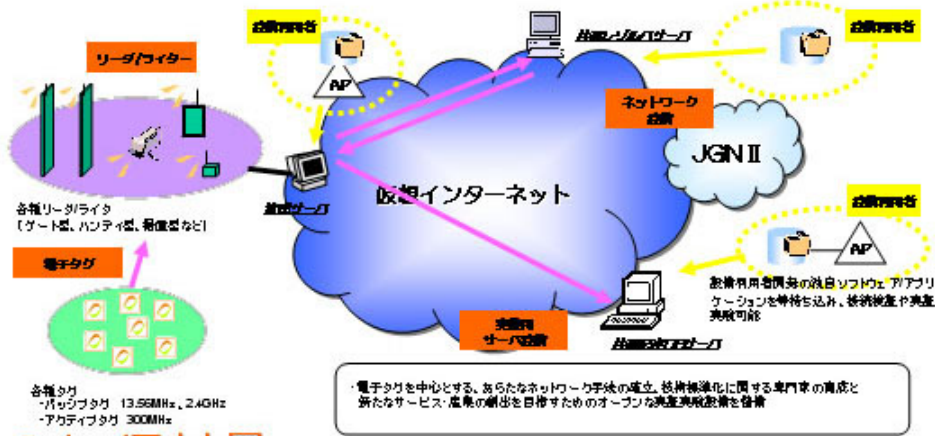 リーダ/ライター
設備利用者
AP
設備利用者
ネットワーク
設備
JGN II
仮想インターネット
各種リーダ/ライタ
(ゲート型、ハンディ型、据置型など)
電子タグ
設備利用者
AP
設備利用者開発の独自ソフトウェア/アプリ
ケーションを等持ち込み、接続検証や実証
実験可能
実験用
サーバ設備
各種タグ
・パッシブタグ 13.56MHz、2.4GHz
・アクティブタグ 300MHz
・電子タグを中心とする、あらたなネットワーク手法の確立、技術標準化に関する専門家の育成と
新たなサービス・産業の創出を目指すためのオープンな実証実験設備を整備